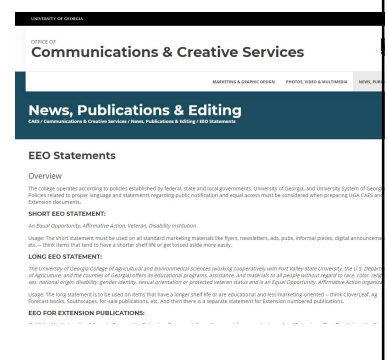 UNIVERSITY OF GEORGIA
OFFICE OF
Communications & Creative Services
MARKETING & GRAPHIC DESIGN PHOTOS, VIDEO & MULTIMEDIA NEWS, PUB
News, Publications & Editing
CAES / Communications & Creative Services / News, Publications & Editing / EEO Statements
EEO Statements
Overview
The college operates according to policies established by federal, state and local governments, University of Georgia, and University System of Georgia
Policies related to proper language and statements regarding public notification and equal access must be considered when preparing UGA CAES and
Extension documents.
SHORT EEO STATEMENT:
An Equal Opportunity, Affirmative Action, Veteran, Disability Institution
Usage: The short statement must be used on all standard marketing materials like flyers, newsletters, ads, pubs, informal pieces, digital announceme
etc. -- think items that tend to have a shorter shelf life or get tossed aside more easily.
LONG EEO STATEMENT:
The University of Georgia College of Agricultural and Environmental Sciences (working cooperatively with Fort Valley State University, the U.S. Depart
of Agriculture, and the counties of Georgia) offers its educational programs, assistance, and materials to all people without regard to race, color, relig
sex, national origin, disability, gender identity, sexual orientation or protected veteran status and is an Equal Opportunity, Affirmative Action organiz
Usage: The long statement is to be used on items that have a longer shelf life or are educational and less marketing-oriented -- think CloverLeaf, Ag
Forecast books, Southscapes, for-sale publications, etc. And then there is a separate statement for Extension numbered publications.
EEO FOR EXTENSION PUBLICATIONS: